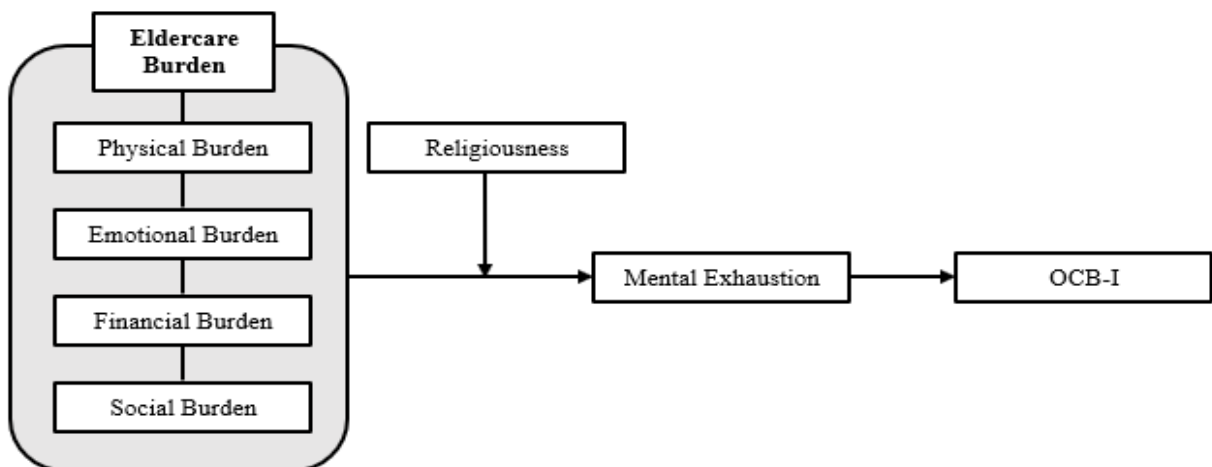 Eldercare
Burden
Physical Burden
Religiousness
Emotional Burden
Mental Exhaustion
OCB-I
Financial Burden
Social Burden